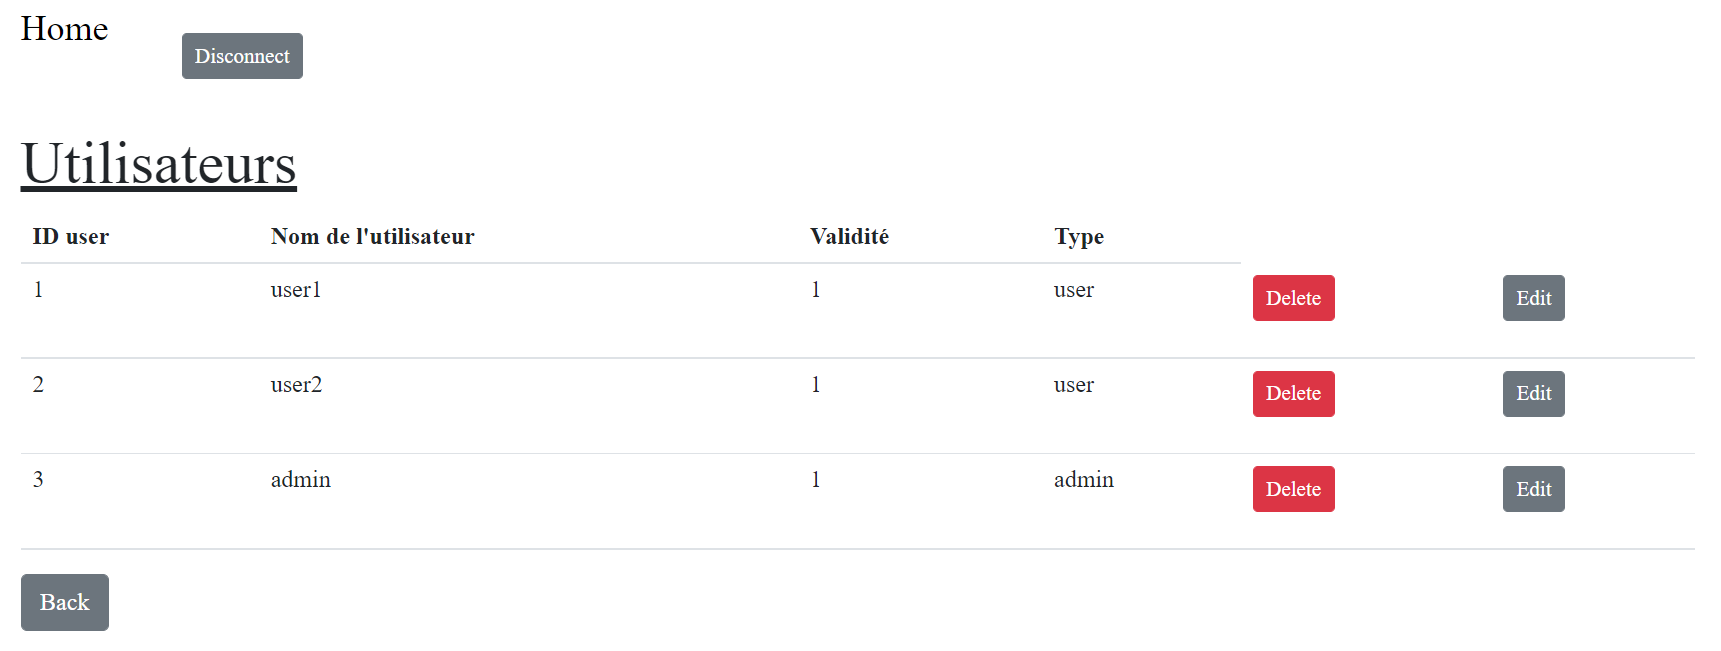 Home
Disconnect
Utilisateurs
ID user Nom de l'utilisateur Validité Type
1 user1 1 user Delete Edit
2 user2 1 user Delete Edit
3 admin 1 admin Delete Edit
Back